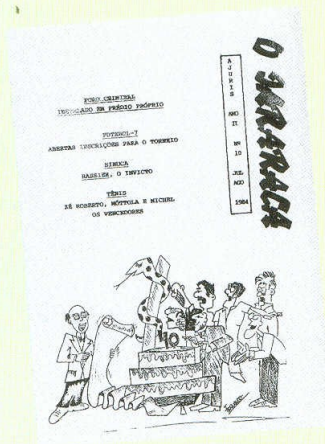 O JARARACA
AJURIS
ANO
II
Nº
10
JUL
AGO
1984
FORO CRIMINAL
INSTALADO EM PRÉDIO PRÓPRIO
FUTEBOL-7
ABERTAS INSCRIÇÕES PARA O TORNEIO
SINUCA
BASSIER, O INVICTO
TÊNIS
ZÉ ROBERTO, MÓTTOLA E MICHEL
OS VENCEDORES
10